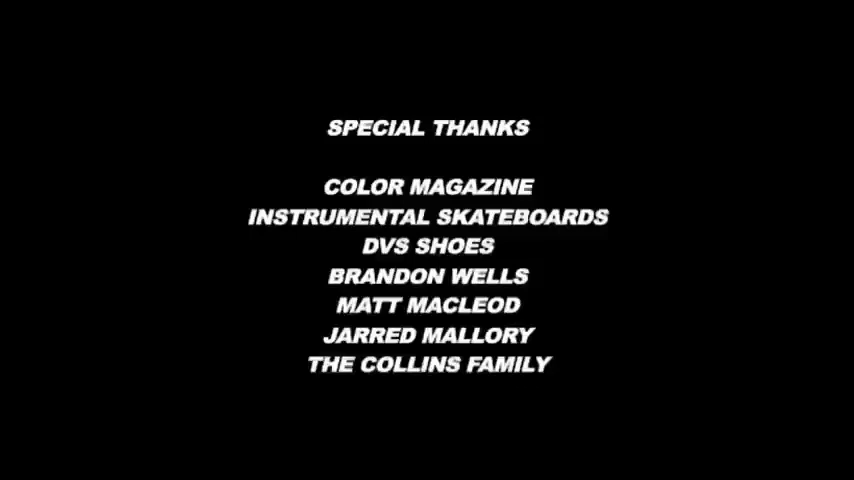 SPECIAL THANKS
COLOR MAGAZINE
INSTRUMENTAL SKATEBOARDS
DVS SHOES
BRANDON WELLS
MATT MACLEOD
JARRED MALLORY
THE COLLINS FAMILY